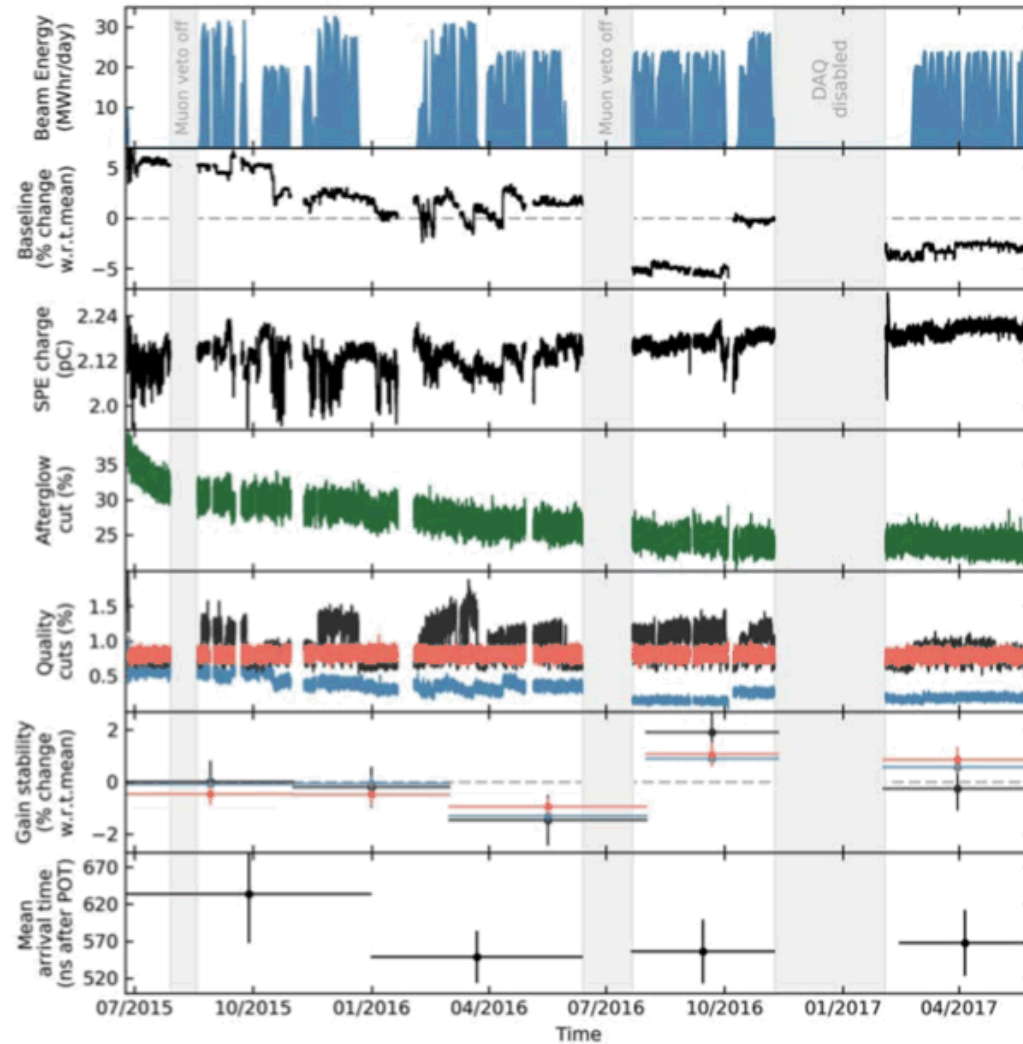 Beam Energy
(MWhr/day)
30
20
10
Muon veto off
Muon veto off
DAQ
disabled
Baseline
(% change
w.r.t.mean)
5
0
−5
SPE charge
(pC)
2.24
2.12
2.0
Afterglow
cut (%)
35
30
25
Quality
cuts (%)
1.5
1.0
0.5
Gain stability
(% change
w.r.t.mean)
2
0
−2
Mean
arrival time
(ns after POT)
670
620
570
520
07/2015 10/2015 01/2016 04/2016 07/2016 10/2016 01/2017 04/2017
Time